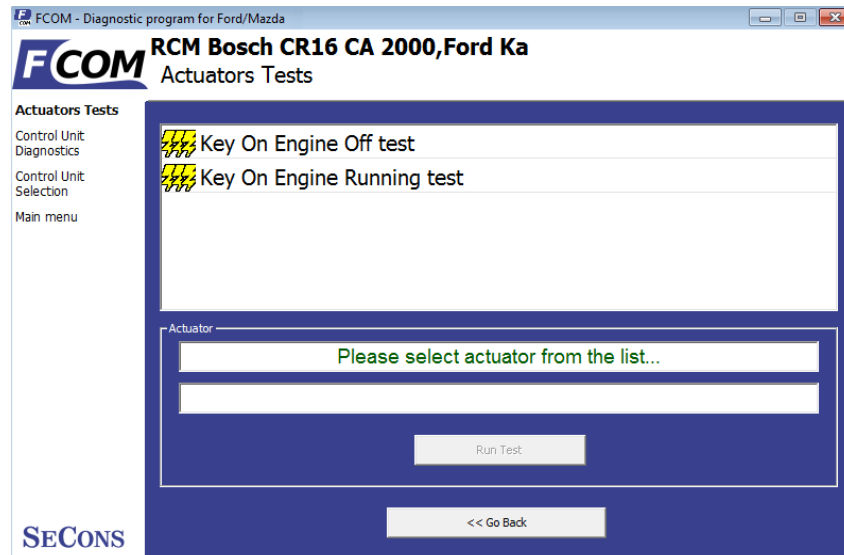 FCOM - Diagnostic program for Ford/Mazda
FCOM
RCM Bosch CR16 CA 2000,Ford Ka
Actuators Tests
Actuators Tests
Control Unit
Diagnostics
Control Unit
Selection
Main menu
Key On Engine Off test
Key On Engine Running test
Actuator
Please select actuator from the list...
Run Test
<< Go Back
SECONS